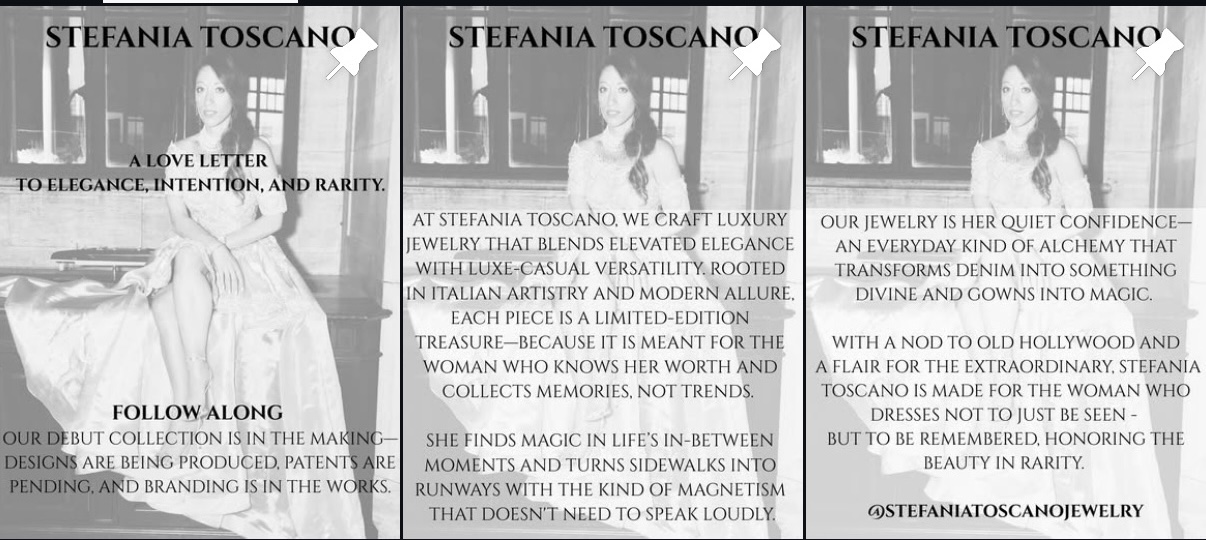 STEFANIA TOSCANO
A LOVE LETTER
TO ELEGANCE, INTENTION, AND RARITY.
FOLLOW ALONG
OUR DEBUT COLLECTION IS IN THE MAKING—
DESIGNS ARE BEING PRODUCED, PATENTS ARE
PENDING, AND BRANDING IS IN THE WORKS.
STEFANIA TOSCANO
AT STEFANIA TOSCANO, WE CRAFT LUXURY
JEWELRY THAT BLENDS ELEVATED ELEGANCE
WITH LUXE-CASUAL VERSATILITY. ROOTED
IN ITALIAN ARTISTRY AND MODERN ALLURE,
EACH PIECE IS A LIMITED-EDITION
TREASURE—BECAUSE IT IS MEANT FOR THE
WOMAN WHO KNOWS HER WORTH AND
COLLECTS MEMORIES, NOT TRENDS.
SHE FINDS MAGIC IN LIFE'S IN-BETWEEN
MOMENTS AND TURNS SIDEWALKS INTO
RUNWAYS WITH THE KIND OF MAGNETISM
THAT DOESN'T NEED TO SPEAK LOUDLY.
STEFANIA TOSCANO
OUR JEWELRY IS HER QUIET CONFIDENCE—
AN EVERYDAY KIND OF ALCHEMY THAT
TRANSFORMS DENIM INTO SOMETHING
DIVINE AND GOWNS INTO MAGIC.
WITH A NOD TO OLD HOLLYWOOD AND
A FLAIR FOR THE EXTRAORDINARY, STEFANIA
TOSCANO IS MADE FOR THE WOMAN WHO
DRESSES NOT TO JUST BE SEEN -
BUT TO BE REMEMBERED, HONORING THE
BEAUTY IN RARITY.
@STEFANIATOSCANOJEWELRY